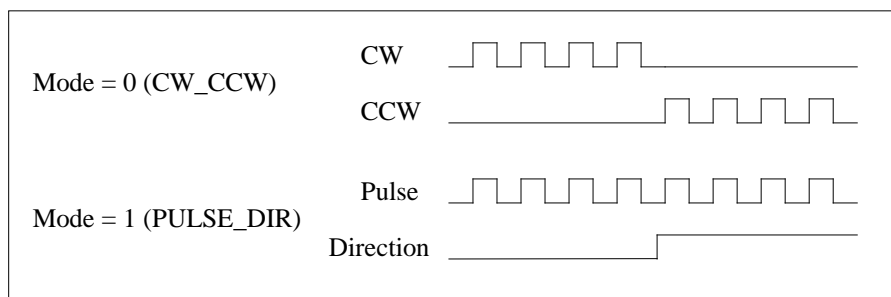 CW
Mode = 0 (CW_CCW)
CCW
Pulse
Mode = 1 (PULSE_DIR)
Direction